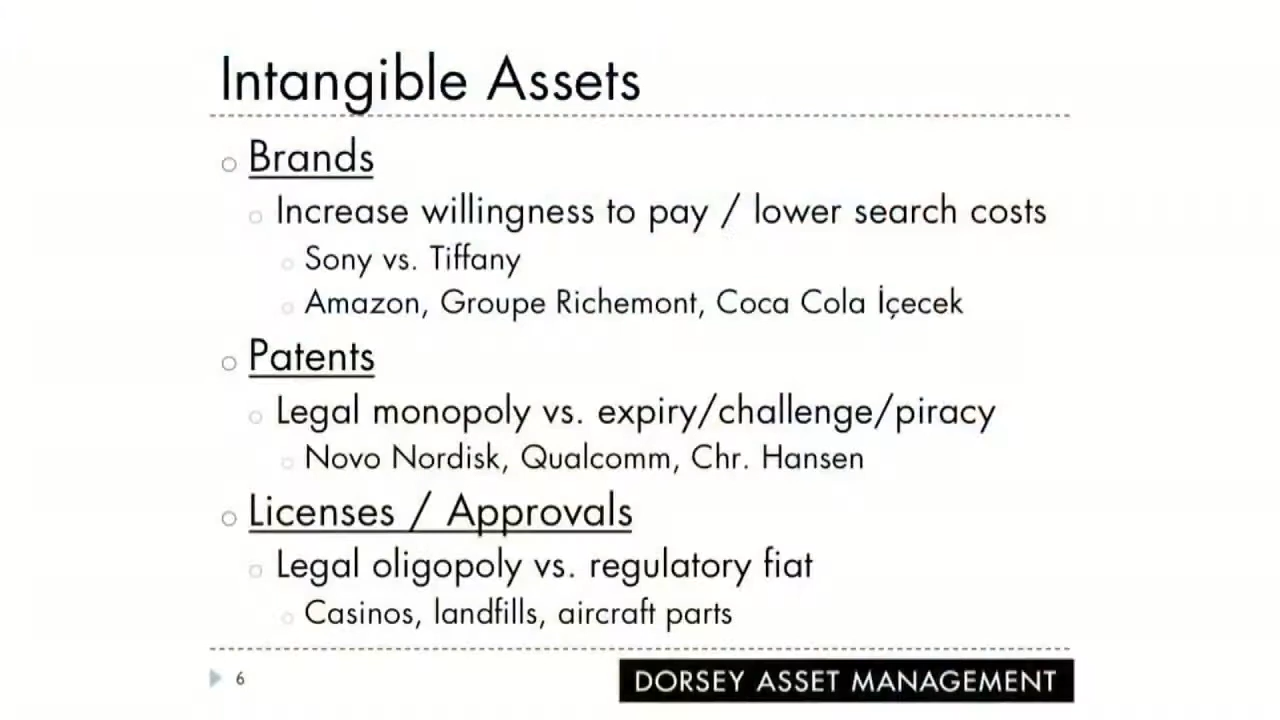 Intangible Assets
Brands
Increase willingness to pay / lower search costs
Sony vs. Tiffany
Amazon, Groupe Richemont, Coca Cola İçecek
Patents
Legal monopoly vs. expiry/challenge/piracy
Novo Nordisk, Qualcomm, Chr. Hansen
Licenses / Approvals
Legal oligopoly vs. regulatory fiat
Casinos, landfills, aircraft parts
6
DORSEY ASSET MANAGEMENT